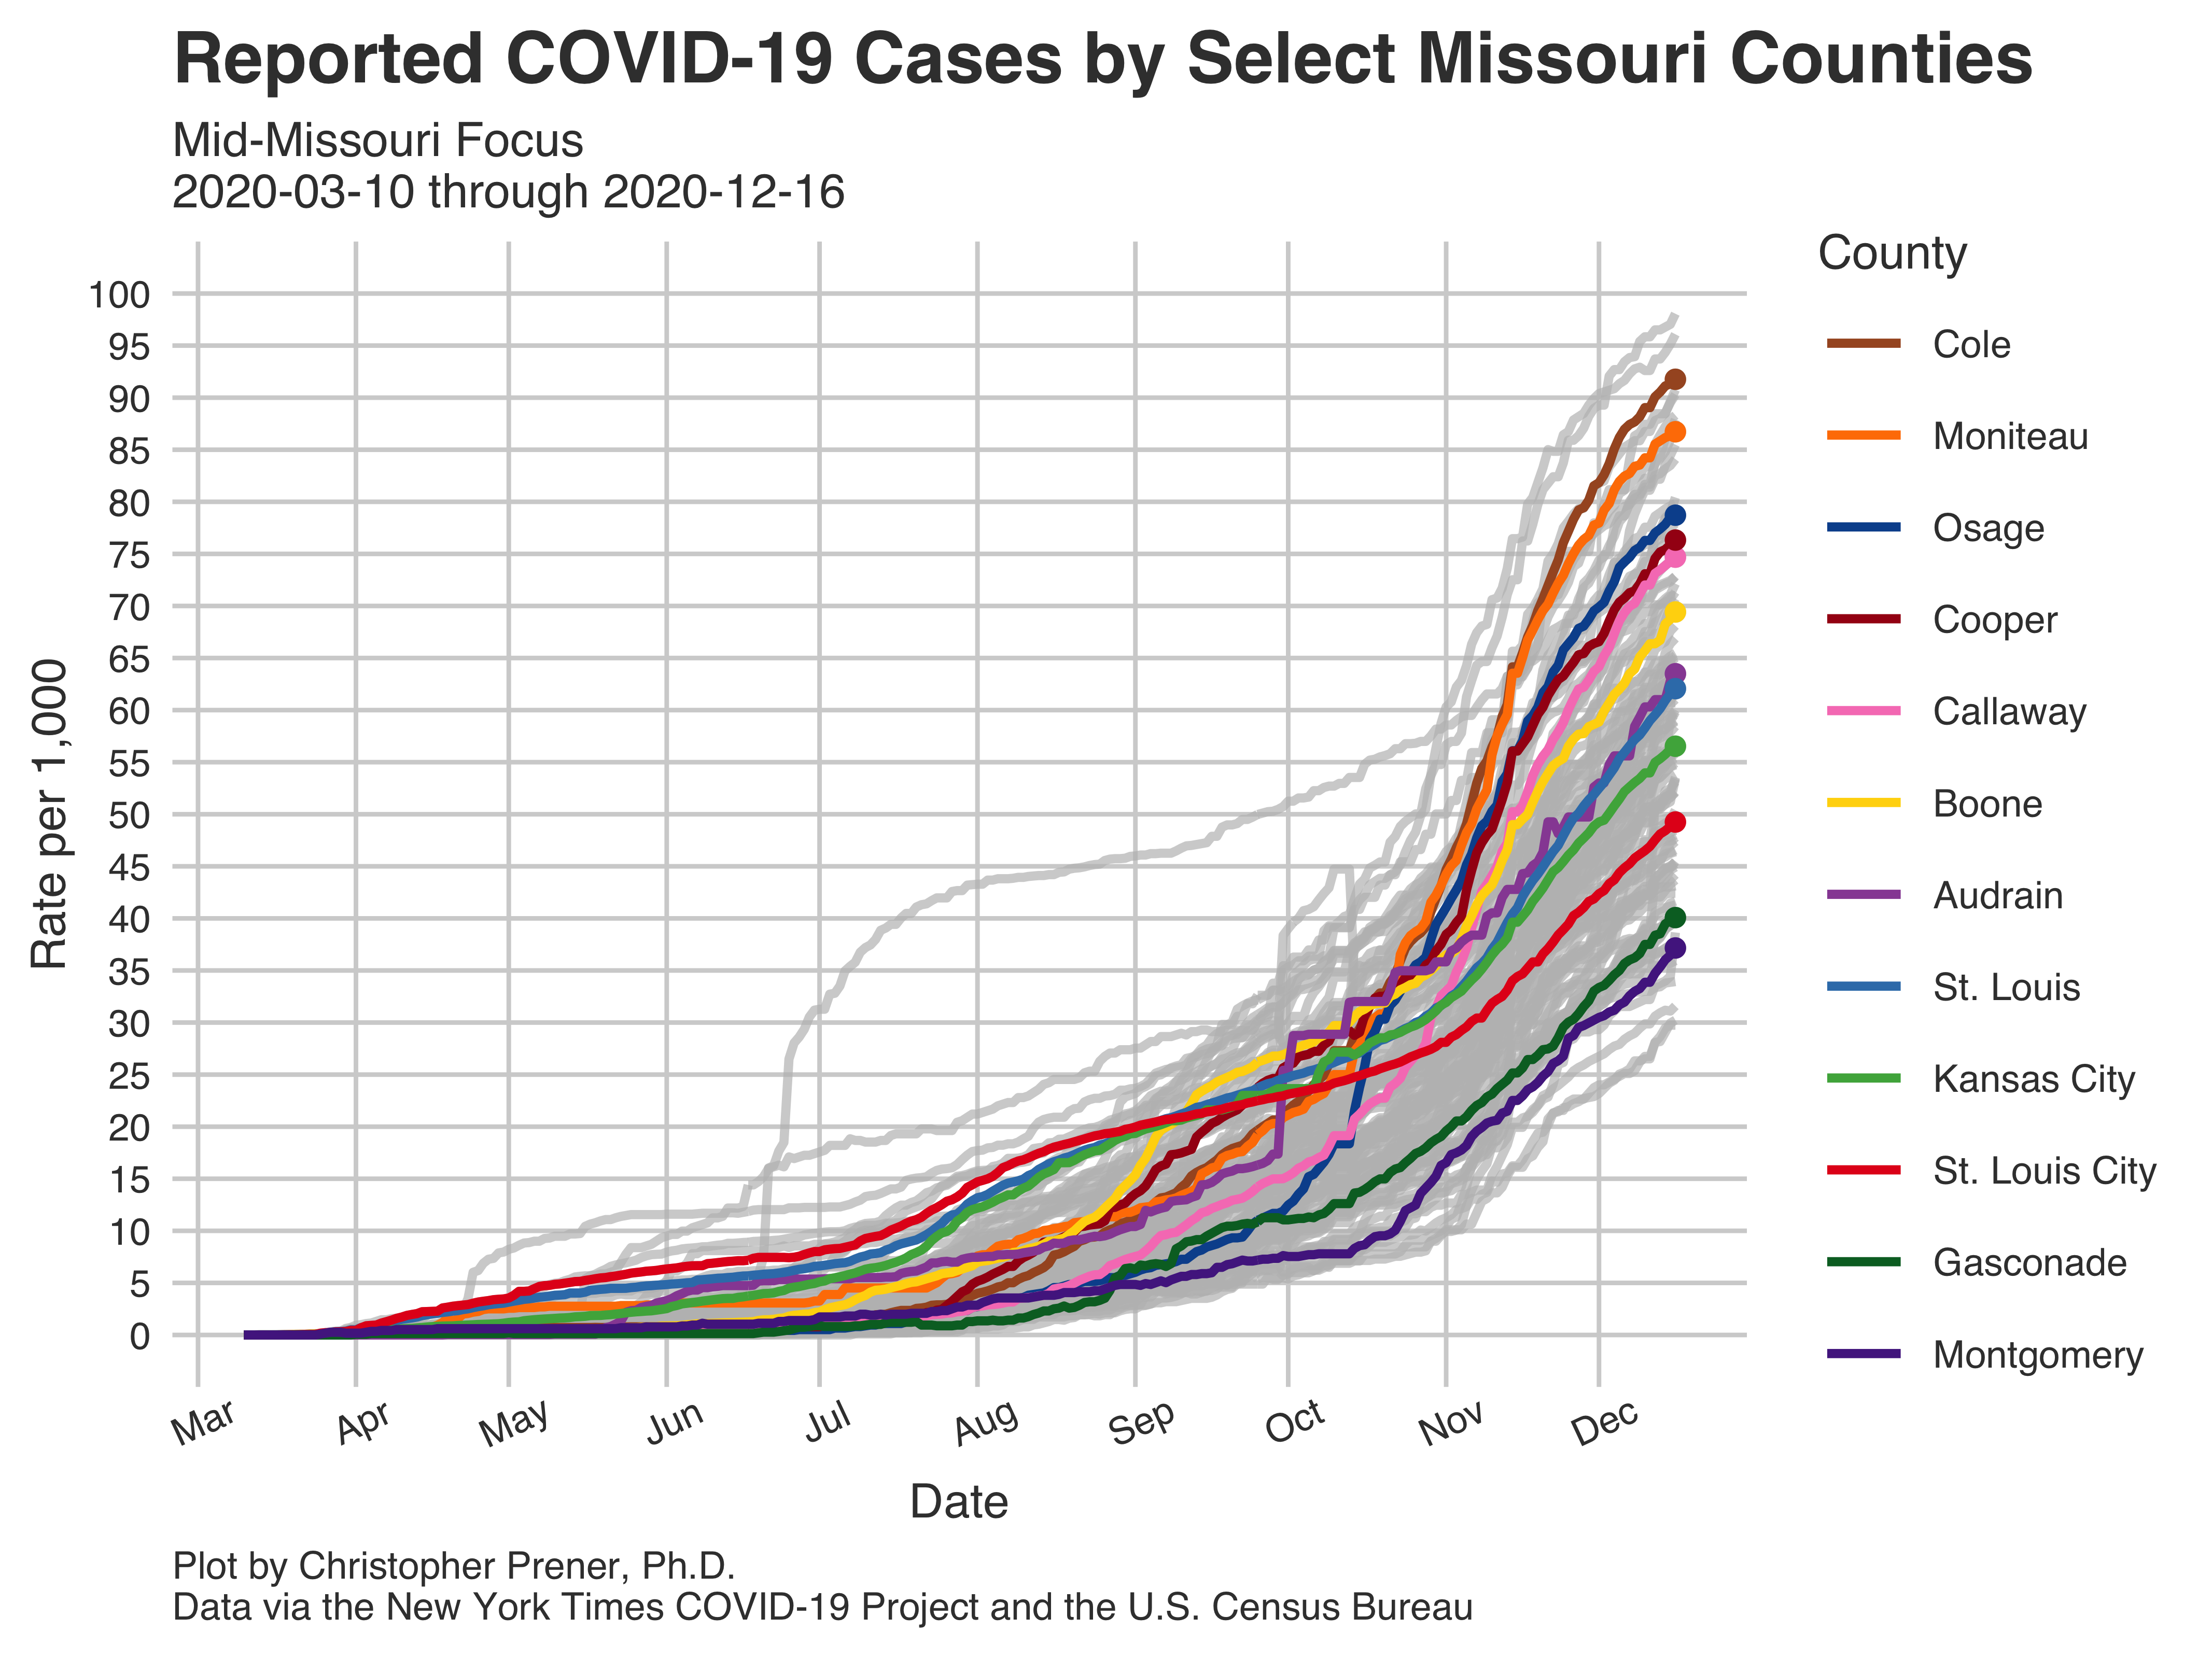 Reported COVID-19 Cases by Select Missouri Counties
Mid-Missouri Focus
2020-03-10 through 2020-12-16
Rate per 1,000
100
95
90
85
80
75
70
65
60
55
50
45
40
35
30
25
20
15
10
5
0
Mar
Apr
May
Jun
Jul
Aug
Sep
Oct
Nov
Dec
Date
County
Cole
Moniteau
Osage
Cooper
Callaway
Boone
Audrain
St. Louis
Kansas City
St. Louis City
Gasconade
Montgomery
Plot by Christopher Prener, Ph.D.
Data via the New York Times COVID-19 Project and the U.S. Census Bureau